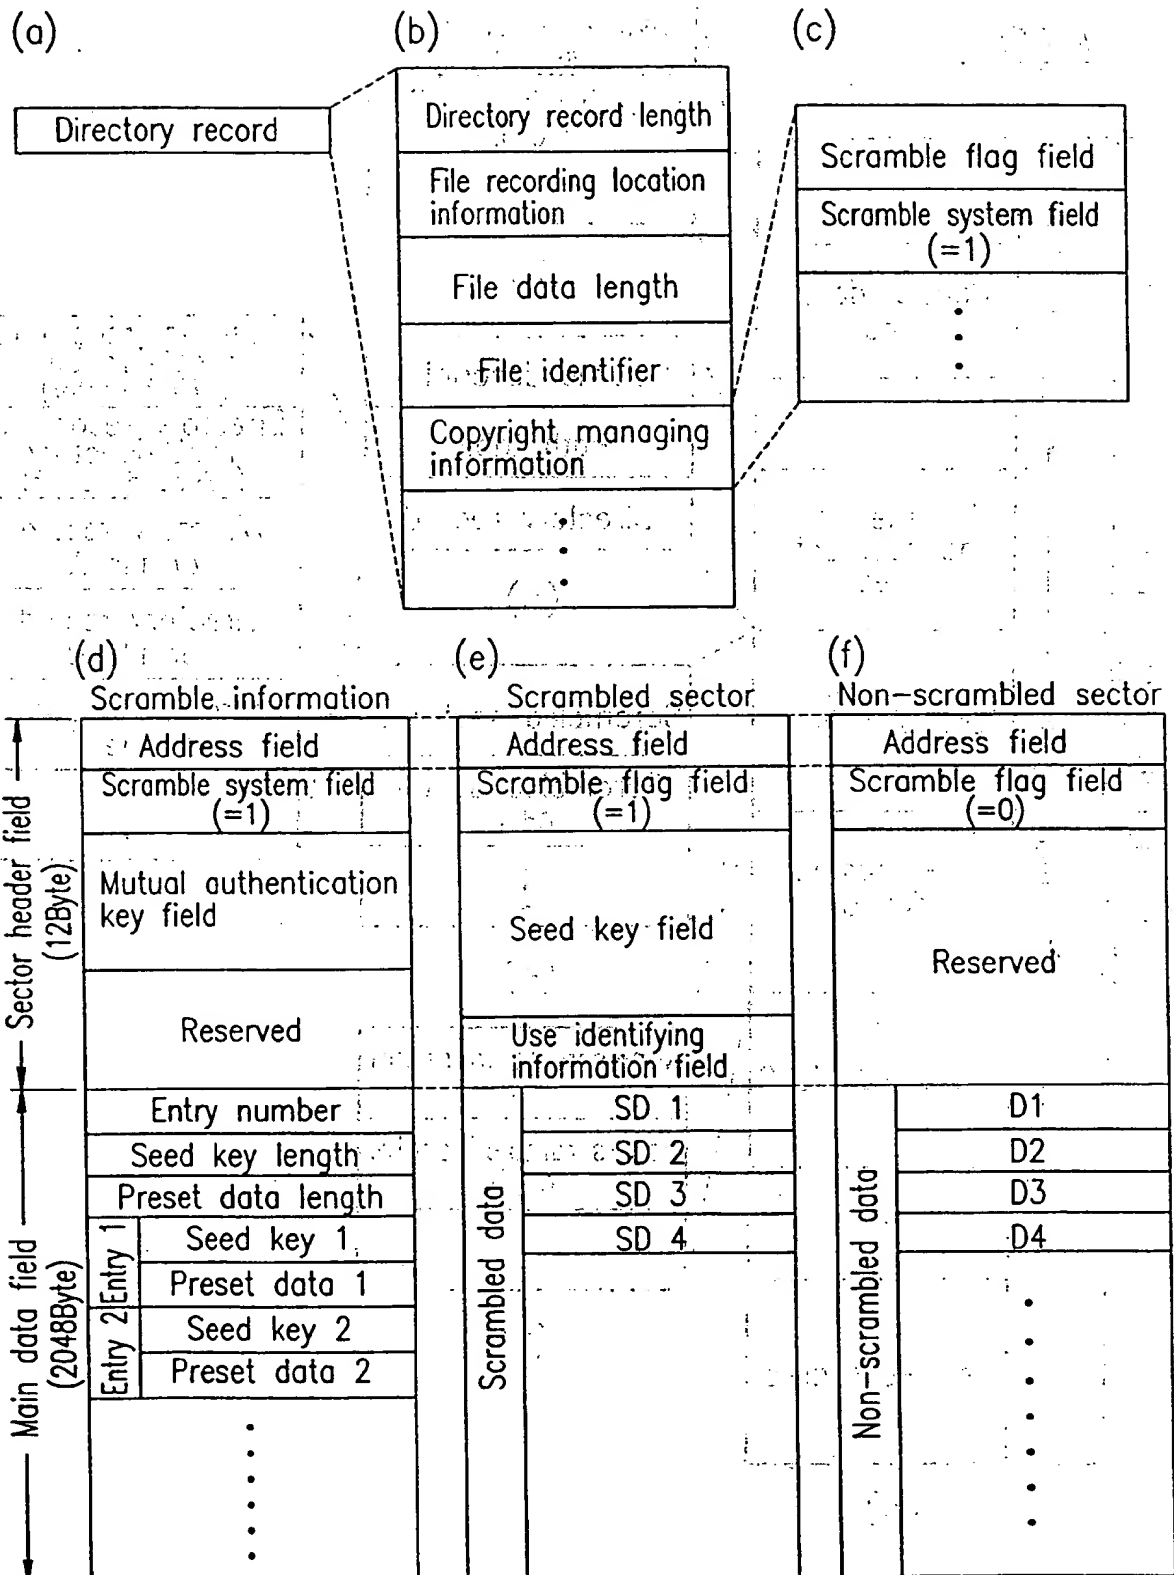 (a)
(b)
(c)
Directory record
Directory record length
File recording location
information
File data length
File identifier
Copyright managing
information
Scramble flag field
Scramble system field
(=1)
(d)
Scramble information
(e)
Scrambled sector
(f)
Non-scrambled sector
Sector header field
(12Byte)
Main data field
(2048Byte)
Address field
Scramble system field
(=1)
Mutual authentication
key field
Reserved
Entry number
Seed key length
Preset data length
Entry 1
Seed key 1
Preset data 1
Entry 2
Seed key 2
Preset data 2
Address field
Scramble flag field
(=1)
Seed key field
Use identifying
information field
Scrambled data
SD 1
SD 2
SD 3
SD 4
Address field
Scramble flag field
(=0)
Reserved
Non-scrambled data
D1
D2
D3
D4